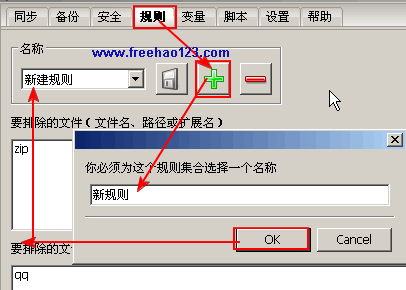 同步 备份 安全 规则 变量 脚本 设置 帮助
名称
www.freehao123.com
新建规则
要排除的文件（文件名、路径或扩展名）
zip
你必须为这个规则集合选择一个名称
新规则
OK Cancel
要排除的文
qq